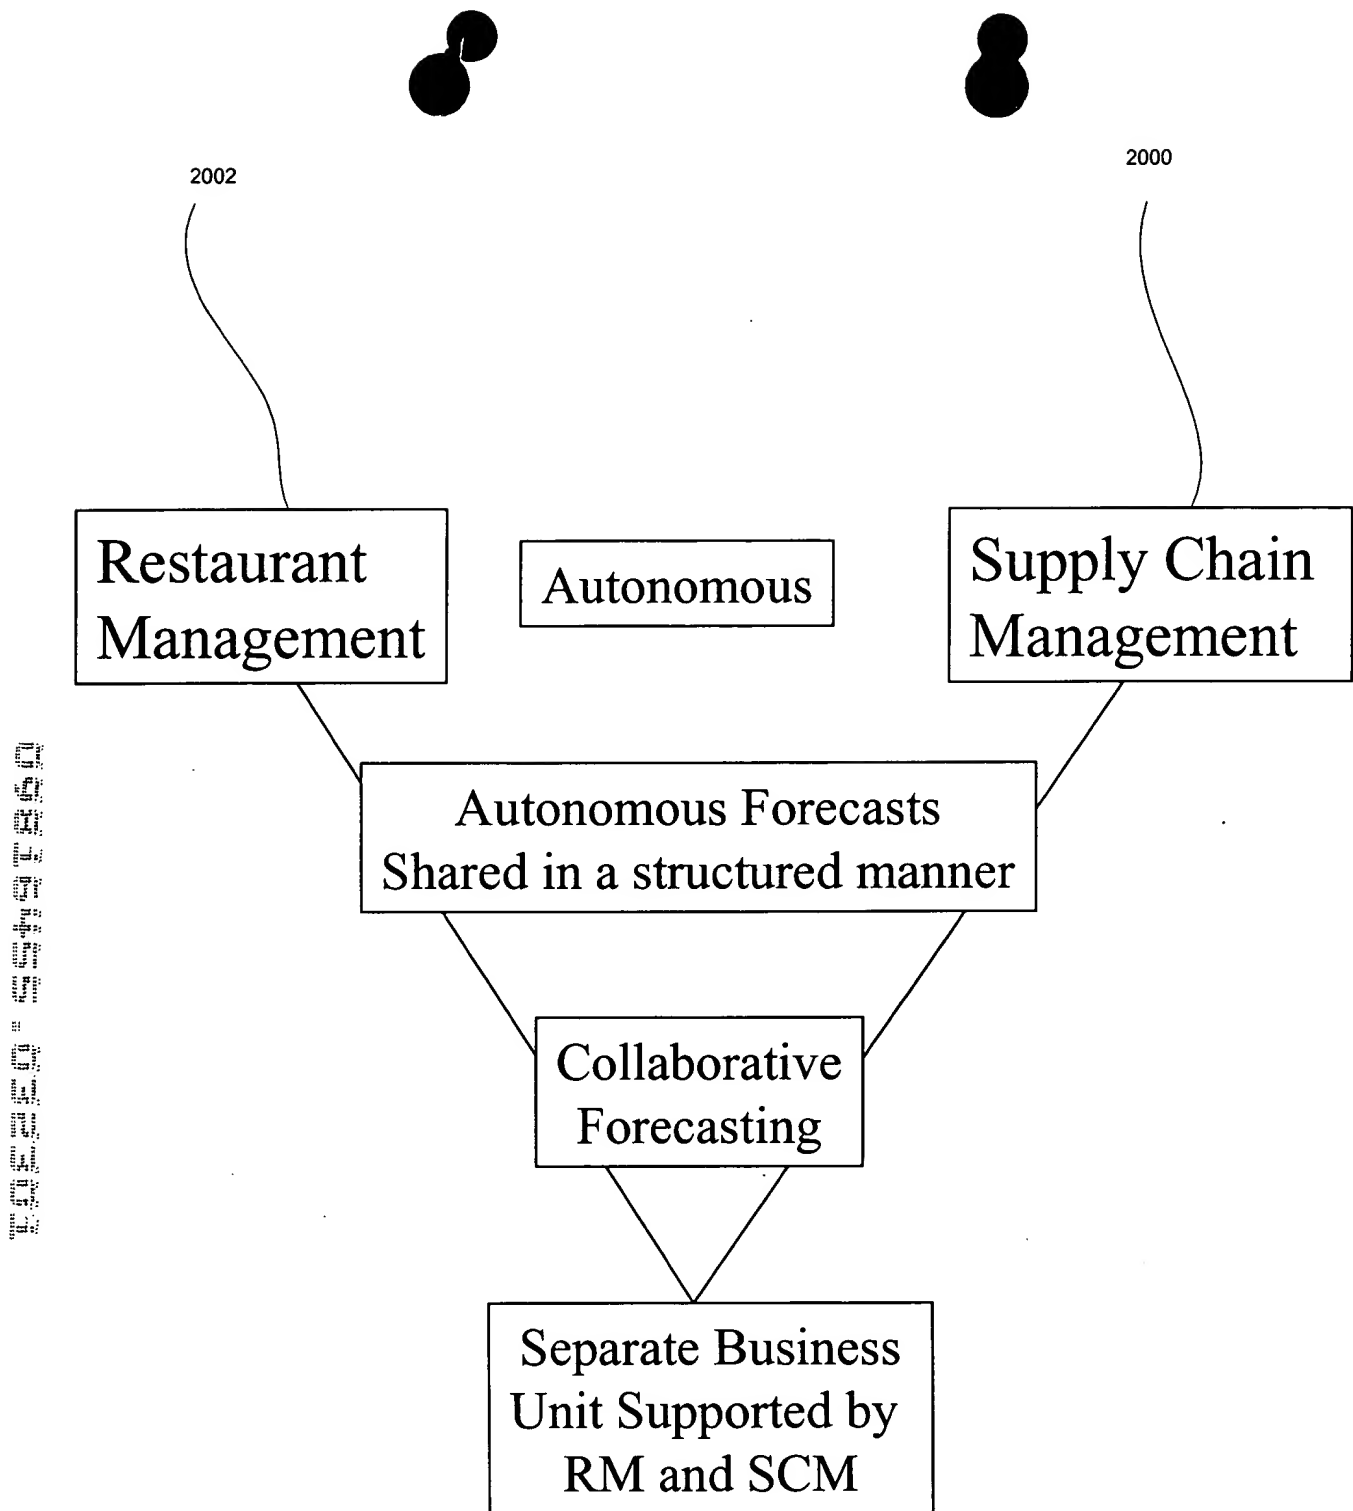 2002
2000
Restaurant
Management
Autonomous
Supply Chain
Management
Autonomous Forecasts
Shared in a structured manner
Collaborative
Forecasting
Separate Business
Unit Supported by
RM and SCM